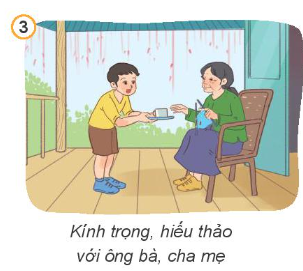 3
Kính trọng, hiếu thảo
với ông bà, cha mẹ